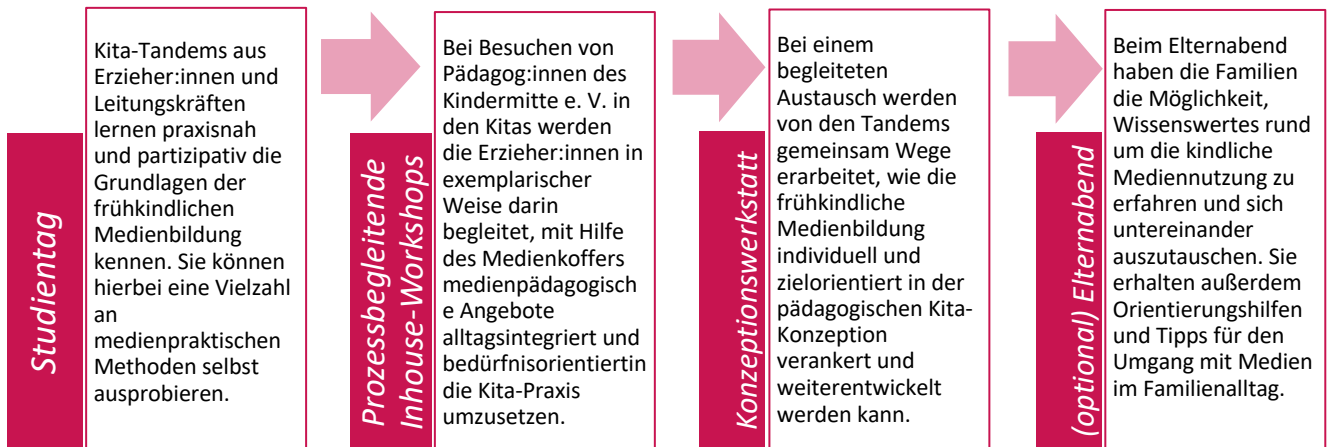 Studientag
Kita-Tandems aus
Erzieher:innen und
Leitungskräften
lernen praxisnah
und partizipativ die
Grundlagen der
frühkindlichen
Medienbildung
kennen. Sie können
hierbei eine Vielzahl
an
medienpraktischen
Methoden selbst
ausprobieren.
Prozessbegleitende
Inhouse-Workshops
Bei Besuchen von
Pädagog:innen des
Kindermitte e. V. in
den Kitas werden
die Erzieher:innen in
exemplarischer
Weise darin
begleitet, mit Hilfe
des Medienkoffers
medienpädagogisch
e Angebote
alltagsintegriert und
bedürfnisorientiertin
die Kita-Praxis
umzusetzen.
Konzeptionswerkstatt
Bei einem
begleiteten
Austausch werden
von den Tandems
gemeinsam Wege
erarbeitet, wie die
frühkindliche
Medienbildung
individuell und
zielorientiert in der
pädagogischen Kita-
Konzeption
verankert und
weiterentwickelt
werden kann.
(optional) Elternabend
Beim Elternabend
haben die Familien
die Möglichkeit,
Wissenswertes rund
um die kindliche
Mediennutzung zu
erfahren und sich
untereinander
auszutauschen. Sie
erhalten außerdem
Orientierungshilfen
und Tipps für den
Umgang mit Medien
im Familienalltag.